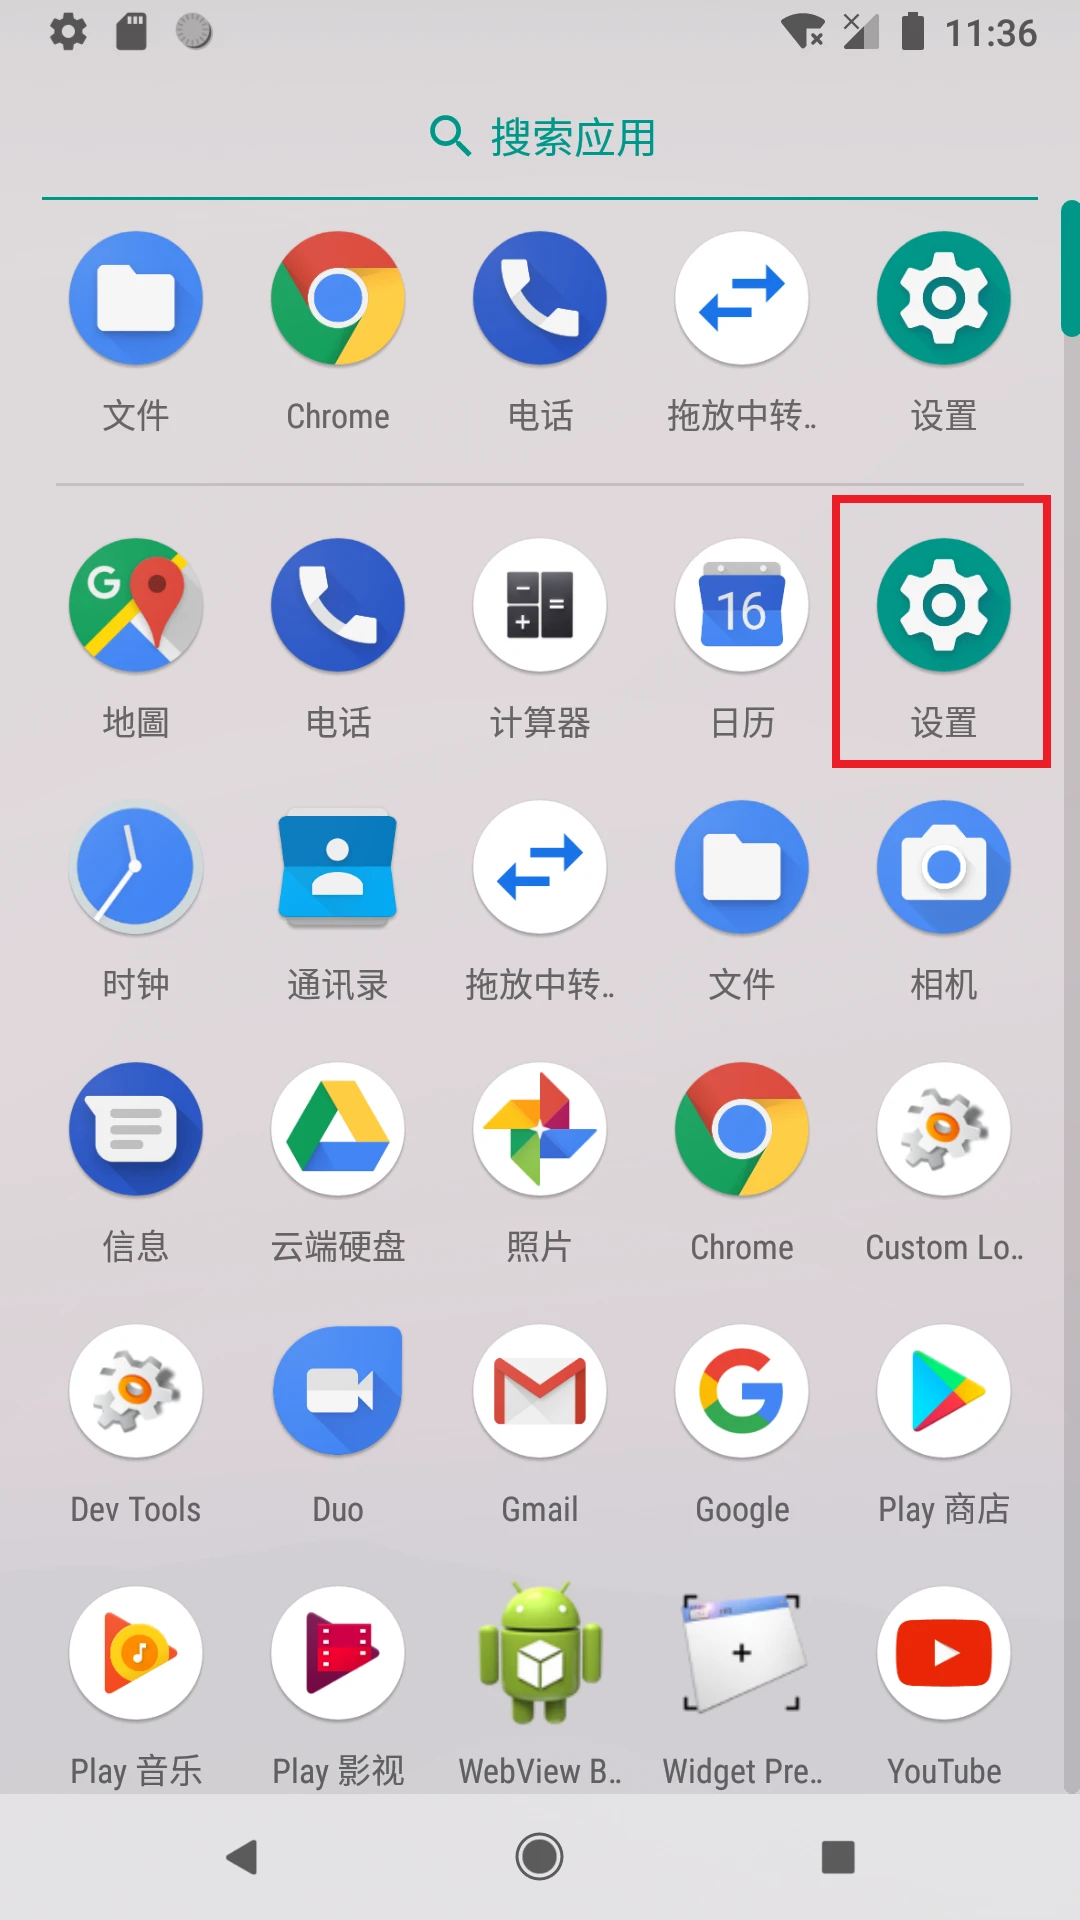 11:36
搜索应用
文件
Chrome
电话
拖放中转..
设置
G
16
地圖
电话
计算器
日历
设置
时钟
通讯录
拖放中转..
文件
相机
信息
云端硬盘
照片
Chrome
Custom Lo..
Dev Tools
Duo
Gmail
Google
Play 商店
Play 音乐
Play 影视
WebView B..
Widget Pre..
YouTube